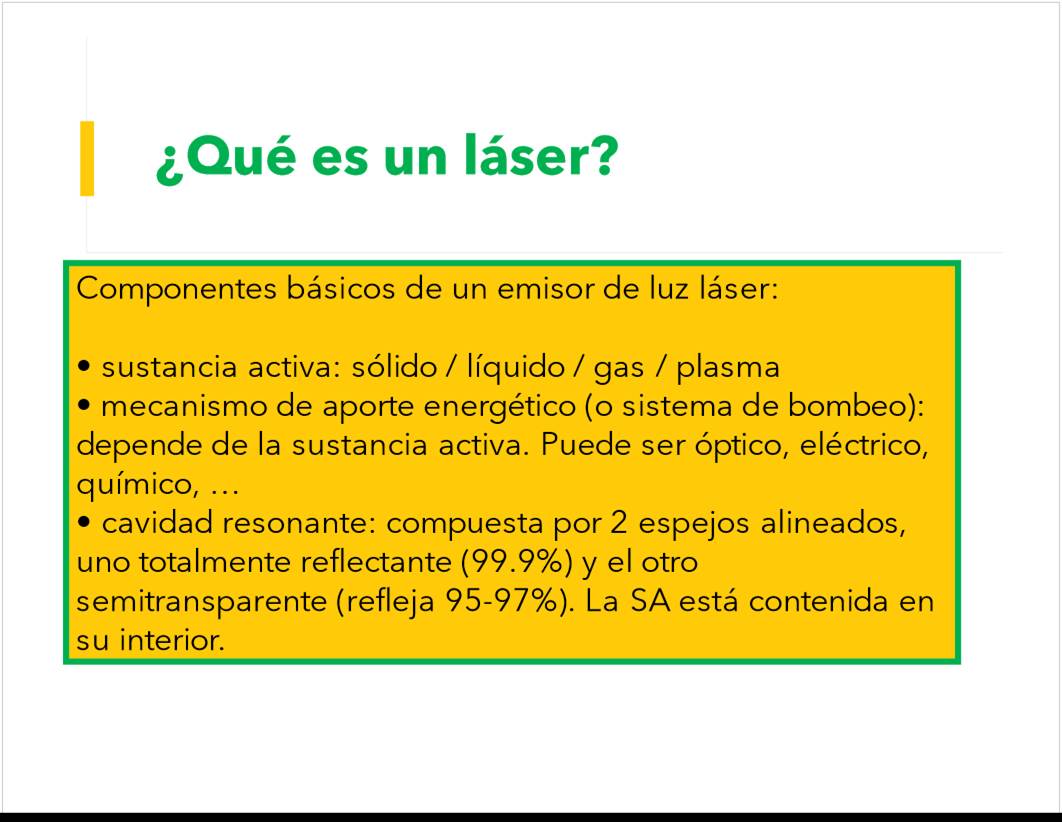 ¿Qué es un láser?
Componentes básicos de un emisor de luz láser:
• sustancia activa: sólido / líquido / gas / plasma
• mecanismo de aporte energético (o sistema de bombeo):
depende de la sustancia activa. Puede ser óptico, eléctrico,
químico, …
• cavidad resonante: compuesta por 2 espejos alineados,
uno totalmente reflectante (99.9%) y el otro
semitransparente (refleja 95-97%). La SA está contenida en
su interior.